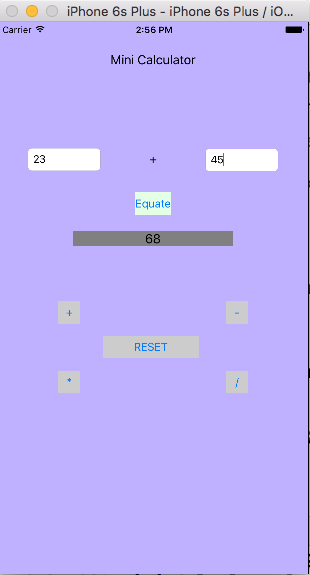 iPhone 6s Plus - iPhone 6s Plus / iO...
Carrier 2:56 PM
Mini Calculator
23 + 45
Equate
68
+ -
RESET
* /